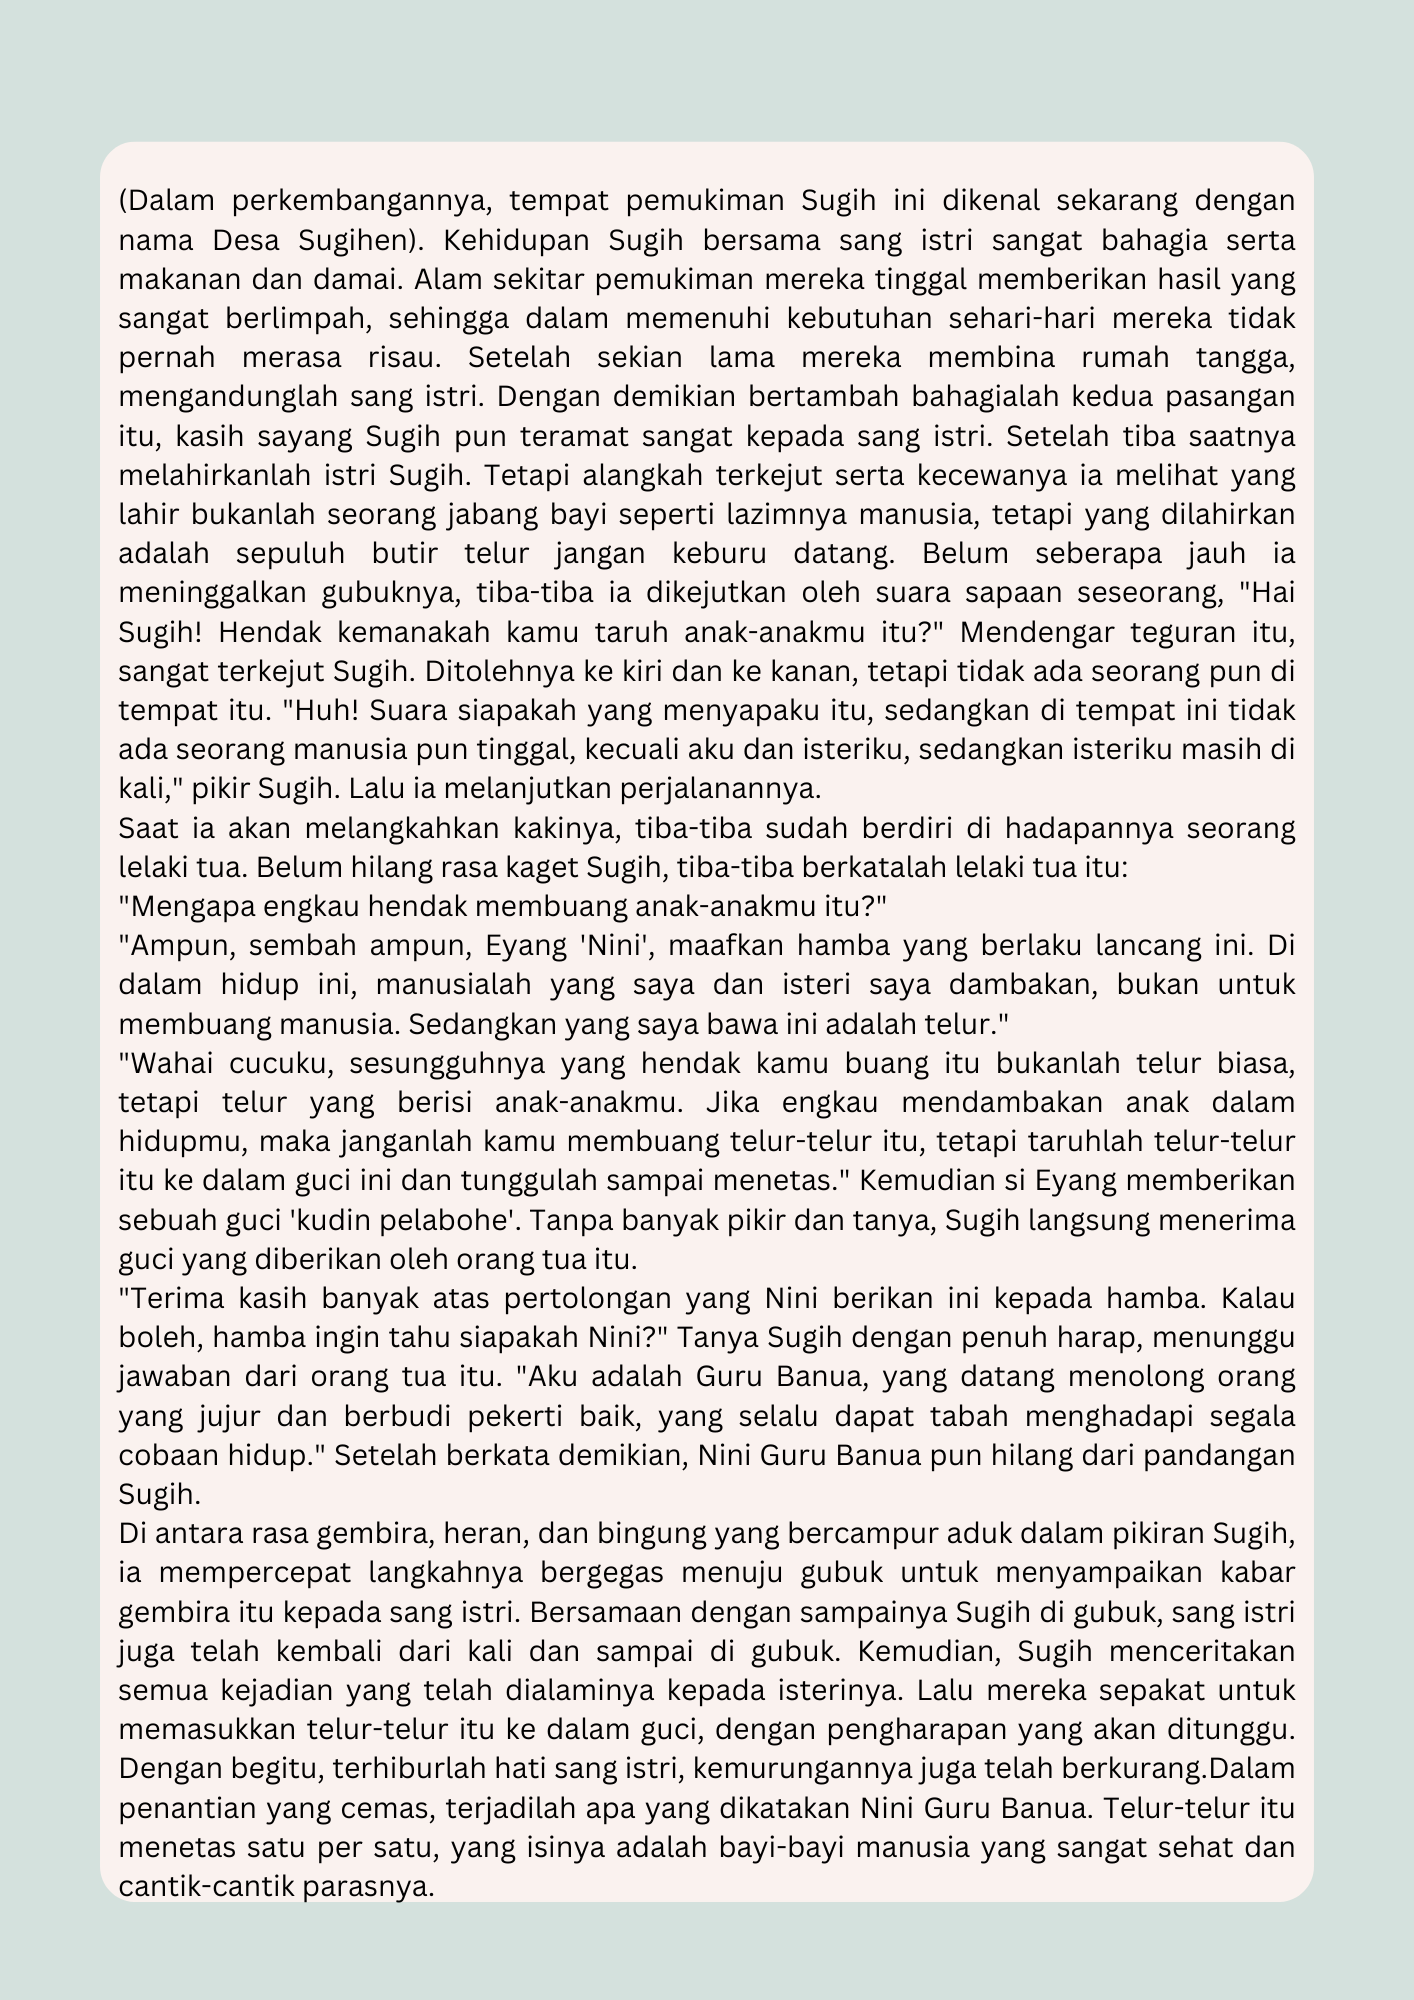 (Dalam perkembangannya, tempat pemukiman Sugih ini dikenal sekarang dengan
nama Desa Sugihen). Kehidupan Sugih bersama sang istri sangat bahagia serta
makanan dan damai. Alam sekitar pemukiman mereka tinggal memberikan hasil yang
sangat berlimpah, sehingga dalam memenuhi kebutuhan sehari-hari mereka tidak
pernah merasa risau. Setelah sekian lama mereka membina rumah tangga,
mengandunglah sang istri. Dengan demikian bertambah bahagialah kedua pasangan
itu, kasih sayang Sugih pun teramat sangat kepada sang istri. Setelah tiba saatnya
melahirkanlah istri Sugih. Tetapi alangkah terkejut serta kecewanya ia melihat yang
lahir bukanlah seorang jabang bayi seperti lazimnya manusia, tetapi yang dilahirkan
adalah sepuluh butir telur jangan keburu datang. Belum seberapa jauh ia
meninggalkan gubuknya, tiba-tiba ia dikejutkan oleh suara sapaan seseorang, "Hai
Sugih! Hendak kemanakah kamu taruh anak-anakmu itu?" Mendengar teguran itu,
sangat terkejut Sugih. Ditolehnya ke kiri dan ke kanan, tetapi tidak ada seorang pun di
tempat itu. "Huh! Suara siapakah yang menyapaku itu, sedangkan di tempat ini tidak
ada seorang manusia pun tinggal, kecuali aku dan isteriku, sedangkan isteriku masih di
kali," pikir Sugih. Lalu ia melanjutkan perjalanannya.
Saat ia akan melangkahkan kakinya, tiba-tiba sudah berdiri di hadapannya seorang
lelaki tua. Belum hilang rasa kaget Sugih, tiba-tiba berkatalah lelaki tua itu:
"Mengapa engkau hendak membuang anak-anakmu itu?"
"Ampun, sembah ampun, Eyang 'Nini', maafkan hamba yang berlaku lancang ini. Di
dalam hidup ini, manusialah yang saya dan isteri saya dambakan, bukan untuk
membuang manusia. Sedangkan yang saya bawa ini adalah telur."
"Wahai cucuku, sesungguhnya yang hendak kamu buang itu bukanlah telur biasa,
tetapi telur yang berisi anak-anakmu. Jika engkau mendambakan anak dalam
hidupmu, maka janganlah kamu membuang telur-telur itu, tetapi taruhlah telur-telur
itu ke dalam guci ini dan tunggulah sampai menetas." Kemudian si Eyang memberikan
sebuah guci 'kudin pelabohe'. Tanpa banyak pikir dan tanya, Sugih langsung menerima
guci yang diberikan oleh orang tua itu.
"Terima kasih banyak atas pertolongan yang Nini berikan ini kepada hamba. Kalau
boleh, hamba ingin tahu siapakah Nini?" Tanya Sugih dengan penuh harap, menunggu
jawaban dari orang tua itu. "Aku adalah Guru Banua, yang datang menolong orang
yang jujur dan berbudi pekerti baik, yang selalu dapat tabah menghadapi segala
cobaan hidup." Setelah berkata demikian, Nini Guru Banua pun hilang dari pandangan
Sugih.
Di antara rasa gembira, heran, dan bingung yang bercampur aduk dalam pikiran Sugih,
ia mempercepat langkahnya bergegas menuju gubuk untuk menyampaikan kabar
gembira itu kepada sang istri. Bersamaan dengan sampainya Sugih di gubuk, sang istri
juga telah kembali dari kali dan sampai di gubuk. Kemudian, Sugih menceritakan
semua kejadian yang telah dialaminya kepada isterinya. Lalu mereka sepakat untuk
memasukkan telur-telur itu ke dalam guci, dengan pengharapan yang akan ditunggu.
Dengan begitu, terhiburlah hati sang istri, kemurungannya juga telah berkurang.Dalam
penantian yang cemas, terjadilah apa yang dikatakan Nini Guru Banua. Telur-telur itu
menetas satu per satu, yang isinya adalah bayi-bayi manusia yang sangat sehat dan
cantik-cantik parasnya.